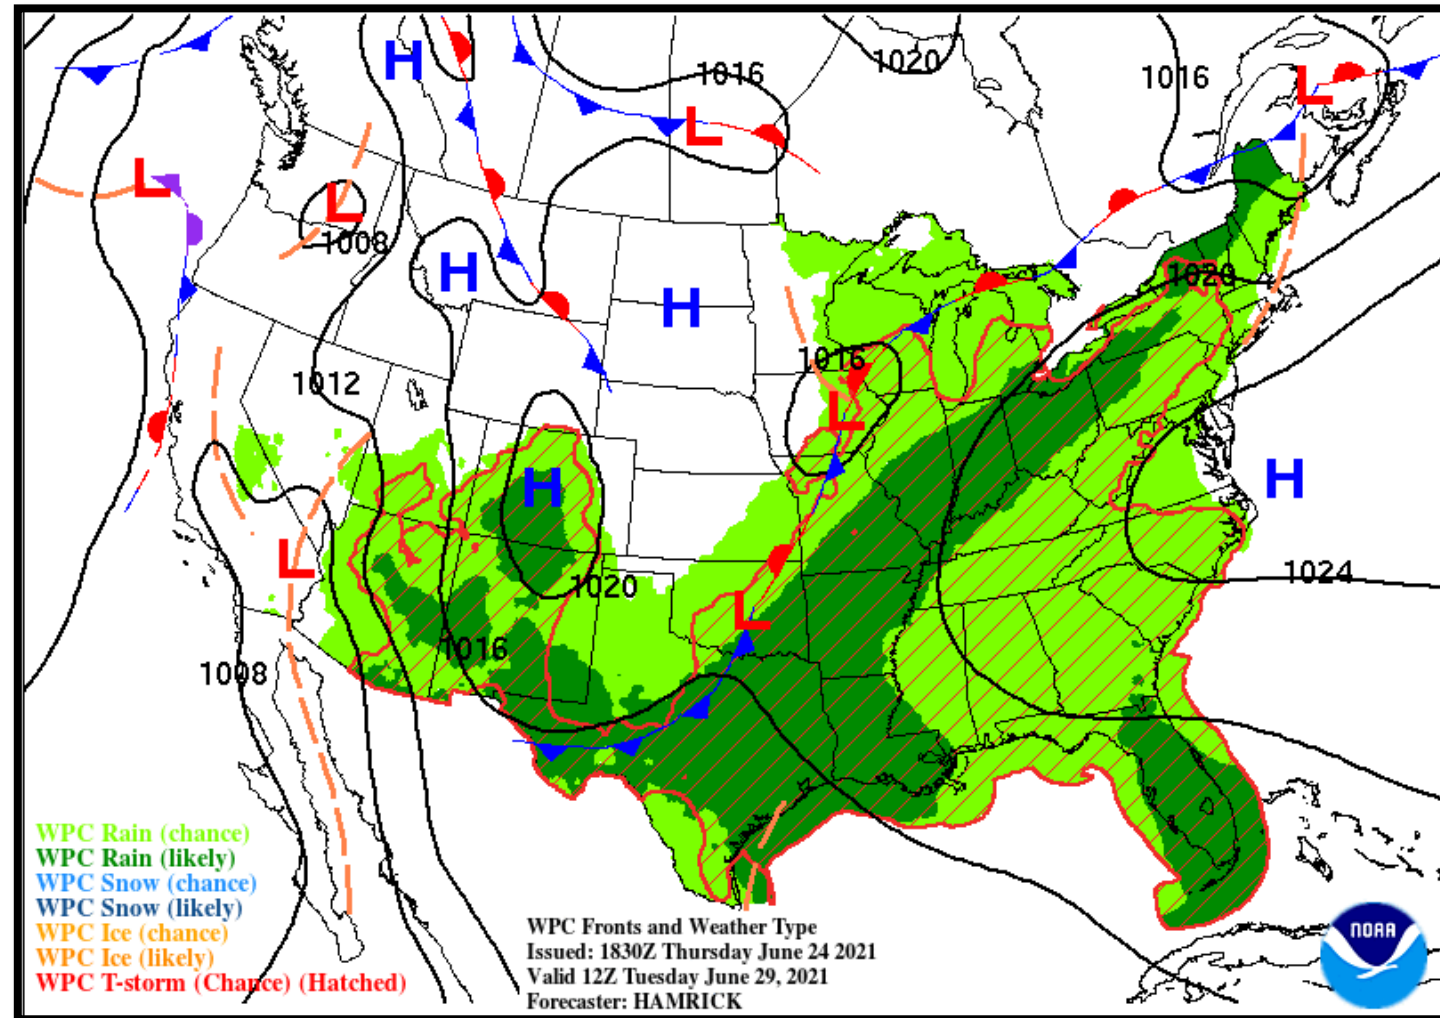 H
1016
1020
1016
L
L
L
L
1008
H
H
1020
1016
1012
L
H
H
L
1020
1024
L
1016
1008
WPC Rain (chance)
WPC Rain (likely)
WPC Snow (chance)
WPC Snow (likely)
WPC Ice (chance)
WPC Ice (likely)
WPC T-storm (Chance) (Hatched)
WPC Fronts and Weather Type
Issued: 1830Z Thursday June 24 2021
Valid 12Z Tuesday June 29, 2021
Forecaster: HAMRICK
NOAA